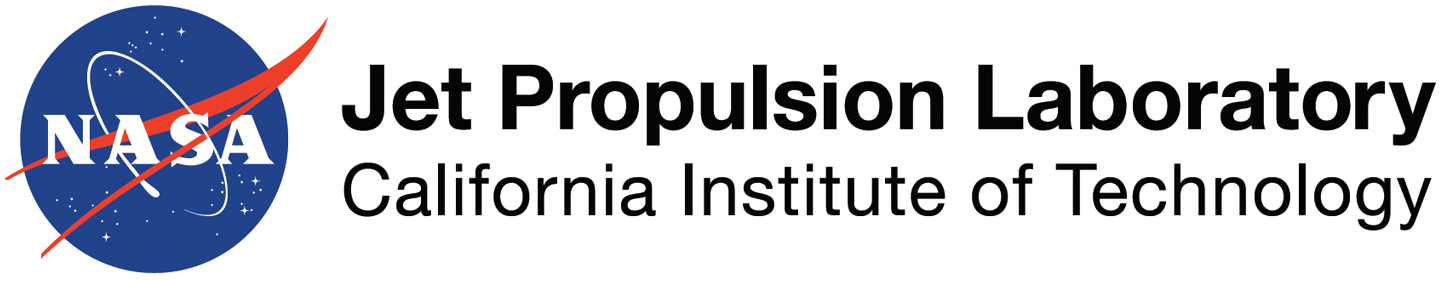 NASA
Jet Propulsion Laboratory
California Institute of Technology